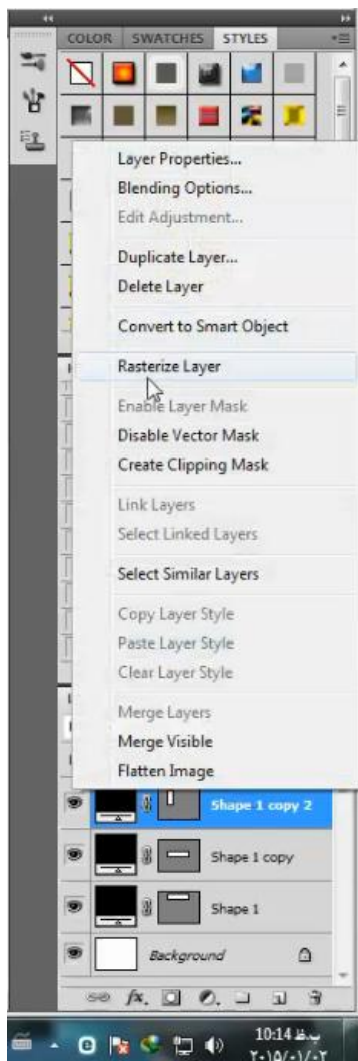 COLOR SWATCHES STYLES
Layer Properties...
Blending Options...
Edit Adjustment...
Duplicate Layer...
Delete Layer
Convert to Smart Object
Rasterize Layer
Enable Layer Mask
Disable Vector Mask
Create Clipping Mask
Link Layers
Select Linked Layers
Select Similar Layers
Copy Layer Style
Paste Layer Style
Clear Layer Style
Merge Layers
Merge Visible
Flatten Image
Shape 1 copy 2
Shape 1 copy
Shape 1
Background
fx.
10:14 ب.ظ
٢٠١٥/٠١/٠٢